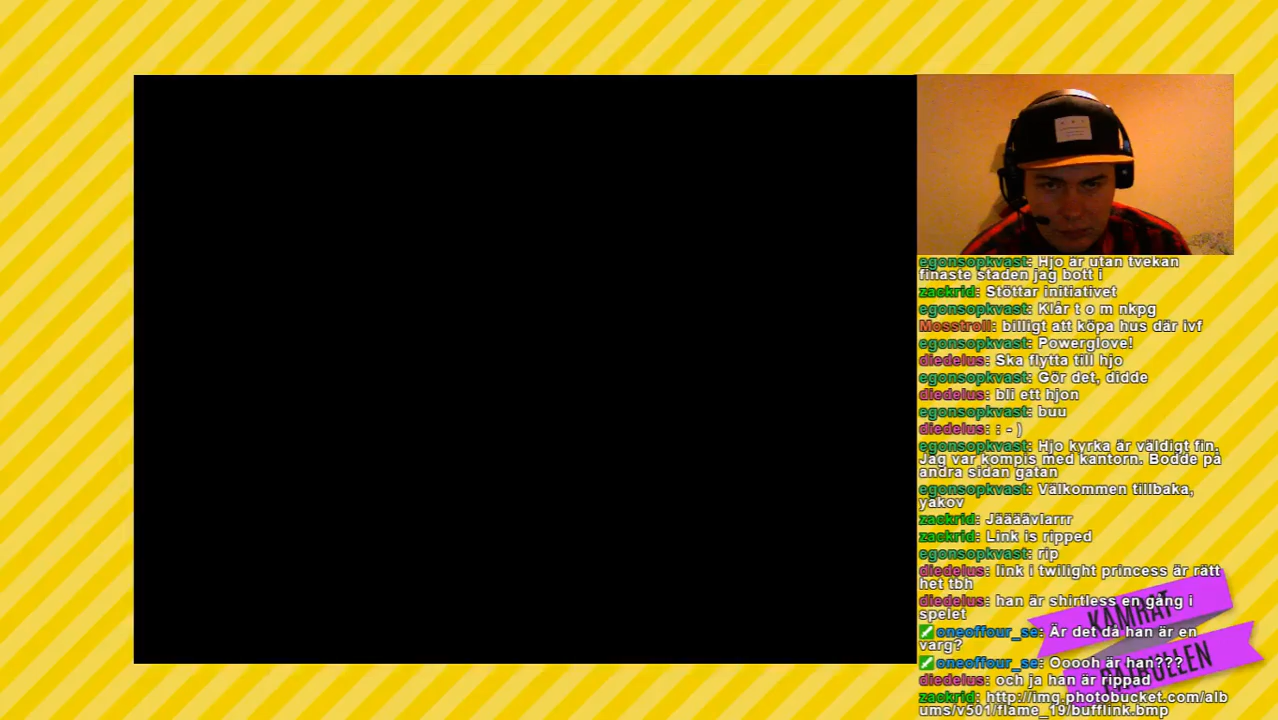 egonsopkvast: Hjo är utan tvekan
finaste staden jag bott i
zackrid: Stöttar initiativet
egonsopkvast: Klår t o m nkpg
Mosstroll: billigt att köpa hus där ivf
egonsopkvast: Powerglove!
diedelus: Ska flytta till hjo
egonsopkvast: Gör det, didde
diedelus: bli ett hjon
egonsopkvast: buu
diedelus: : - )
egonsopkvast: Hjo kyrka är väldigt fin.
Jag var kompis med kantorn. Bodde på
andra sidan gatan
egonsopkvast: Välkommen tillbaka,
yakov
zackrid: Jäääävlarrr
zackrid: Link is ripped
egonsopkvast: rip
diedelus: link i twilight princess är rätt
het tbh
diedelus: han är shirtless en gång i
spelet
oneoffour_se: Är det då han är en
varg?
oneoffour_se: Ooooh är han???
diedelus: och ja han är rippad
zackrid: http://img.photobucket.com/alb
ums/v501/flame_19/bufflink.bmp
KAMRAT